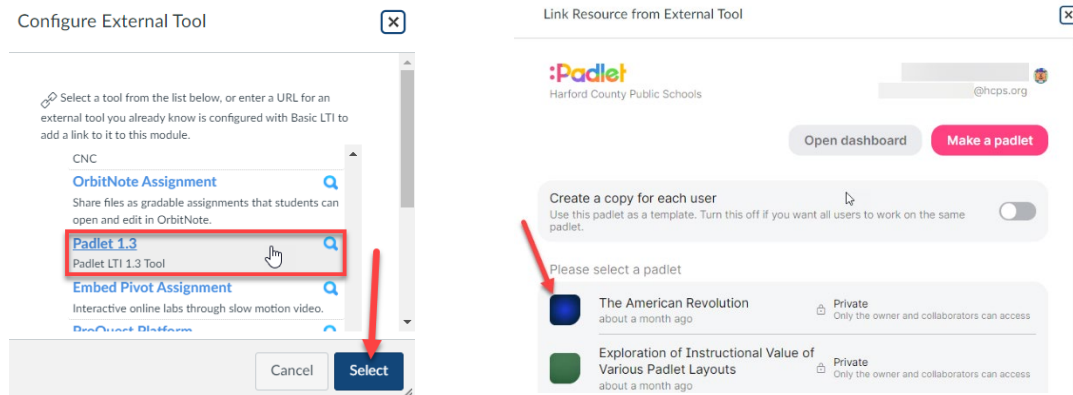 Configure External Tool
Select a tool from the list below, or enter a URL for an
external tool you already know is configured with Basic LTI to
add a link to it to this module.
CNC
OrbitNote Assignment
Share files as gradable assignments that students can
open and edit in OrbitNote.
Padlet 1.3
Padlet LTI 1.3 Tool
Embed Pivot Assignment
Interactive online labs through slow motion video.
ProQuest Platform
Cancel
Select
Link Resource from External Tool
:Padlet
Harford County Public Schools
@hcps.org
Open dashboard
Make a padlet
Create a copy for each user
Use this padlet as a template. Turn this off if you want all users to work on the same
padlet.
Please select a padlet
The American Revolution
about a month ago
Private
Only the owner and collaborators can access
Exploration of Instructional Value of
Various Padlet Layouts
about a month ago
Private
Only the owner and collaborators can access